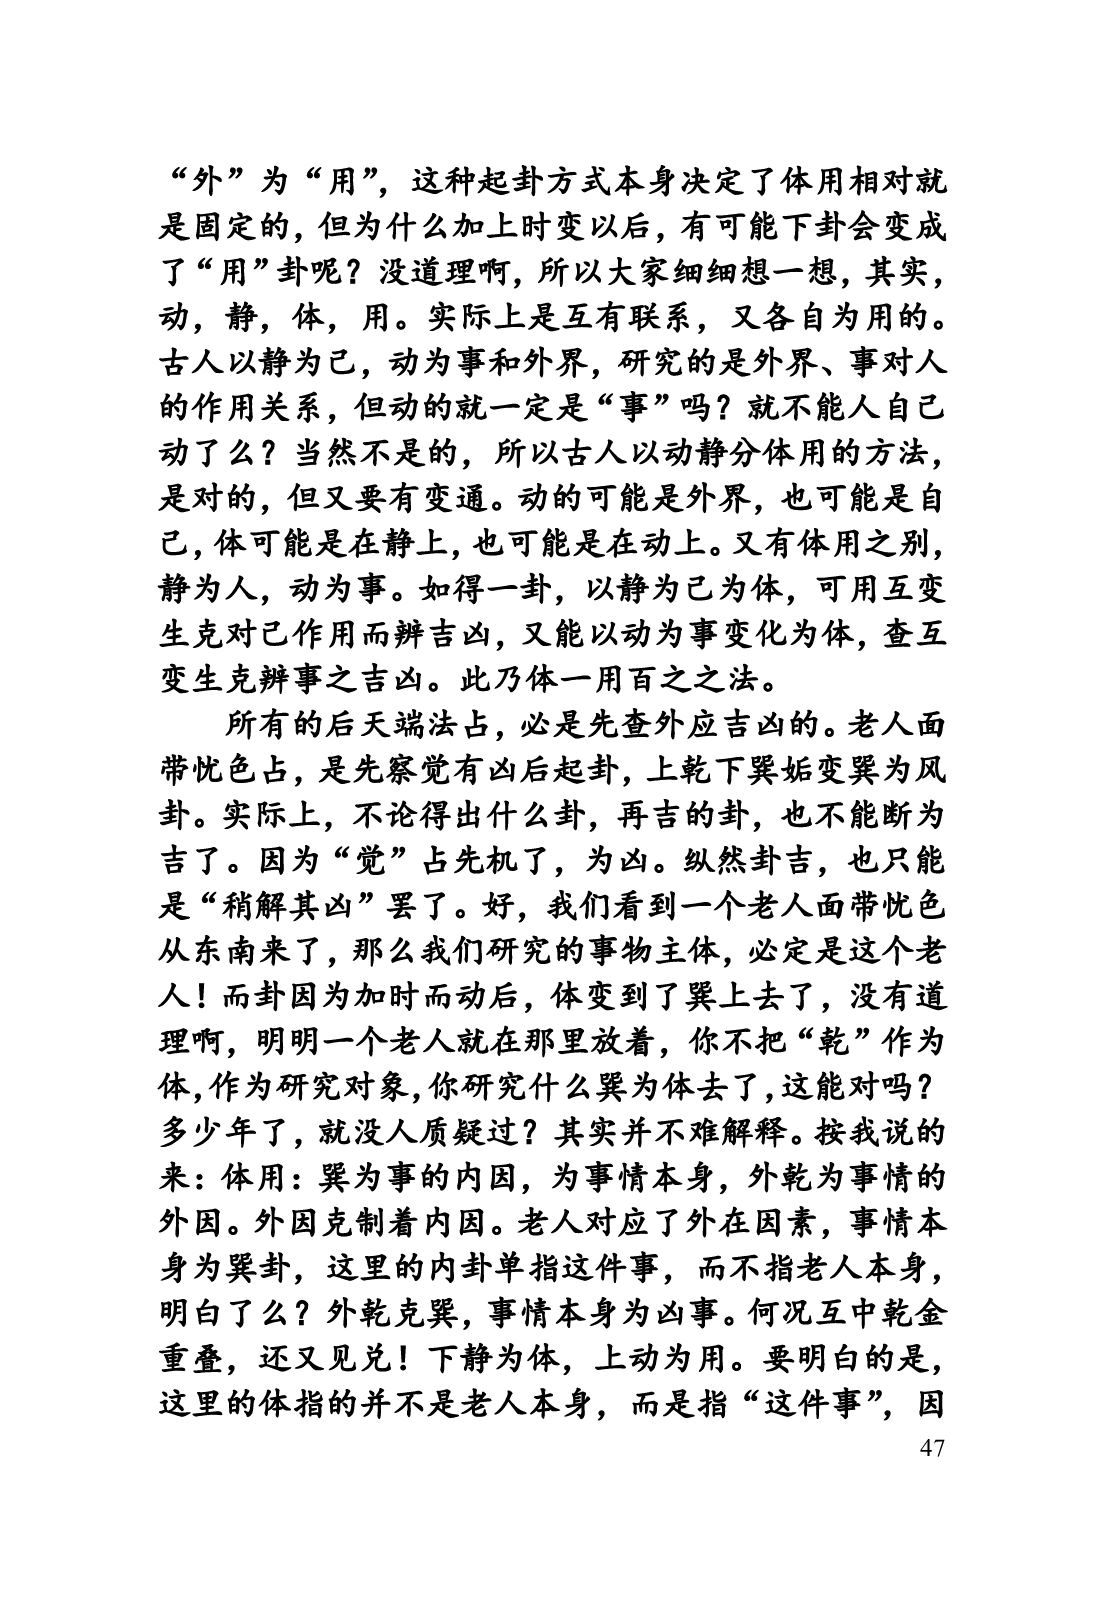 “外”为“用”，这种起卦方式本身决定了体用相对就
是固定的，但为什么加上时变以后，有可能下卦会变成
了“用”卦呢？没道理啊，所以大家细细想一想，其实，
动，静，体，用。实际上是互有联系，又各自为用的。
古人以静为己，动为事和外界，研究的是外界、事对人
的作用关系，但动的就一定是“事”吗？就不能人自己
动了么？当然不是的，所以古人以动静分体用的方法，
是对的，但又要有变通。动的可能是外界，也可能是自
己，体可能是在静上，也可能是在动上。又有体用之别，
静为人，动为事。如得一卦，以静为己为体，可用互变
生克对己作用而辨吉凶，又能以动为事变化为体，查互
变生克辨事之吉凶。此乃体一用百之之法。
所有的后天端法占，必是先查外应吉凶的。老人面
带忧色占，是先察觉有凶后起卦，上乾下巽姤变巽为风
卦。实际上，不论得出什么卦，再吉的卦，也不能断为
吉了。因为“觉”占先机了，为凶。纵然卦吉，也只能
是“稍解其凶”罢了。好，我们看到一个老人面带忧色
从东南来了，那么我们研究的事物主体，必定是这个老
人！而卦因为加时而动后，体变到了巽上去了，没有道
理啊，明明一个老人就在那里放着，你不把“乾”作为
体，作为研究对象，你研究什么巽为体去了，这能对吗？
多少年了，就没人质疑过？其实并不难解释。按我说的
来：体用：巽为事的内因，为事情本身，外乾为事情的
外因。外因克制着内因。老人对应了外在因素，事情本
身为巽卦，这里的内卦单指这件事，而不指老人本身，
明白了么？外乾克巽，事情本身为凶事。何况互中乾金
重叠，还又见兑！下静为体，上动为用。要明白的是，
这里的体指的并不是老人本身，而是指“这件事”，因
47